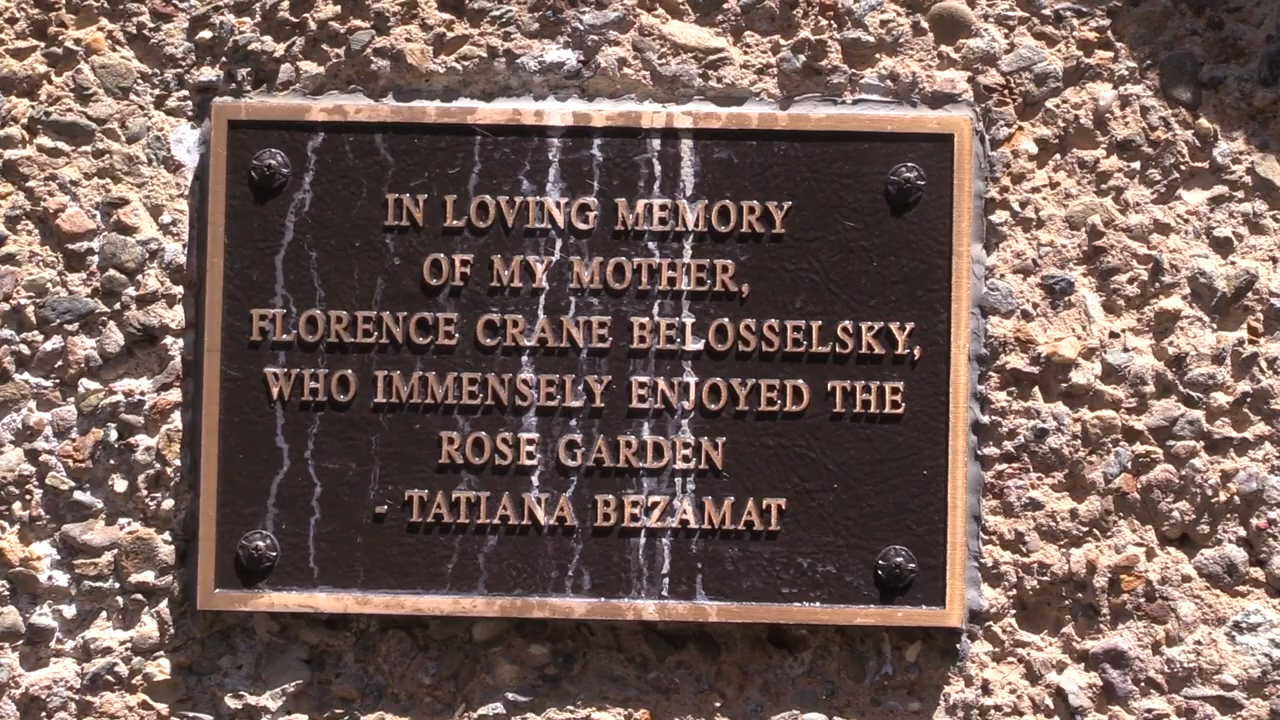 IN LOVING MEMORY
OF MY MOTHER,
FLORENCE CRANE BELOSSELSKY,
WHO IMMENSELY ENJOYED THE
ROSE GARDEN
- TATIANA BEZAMAT